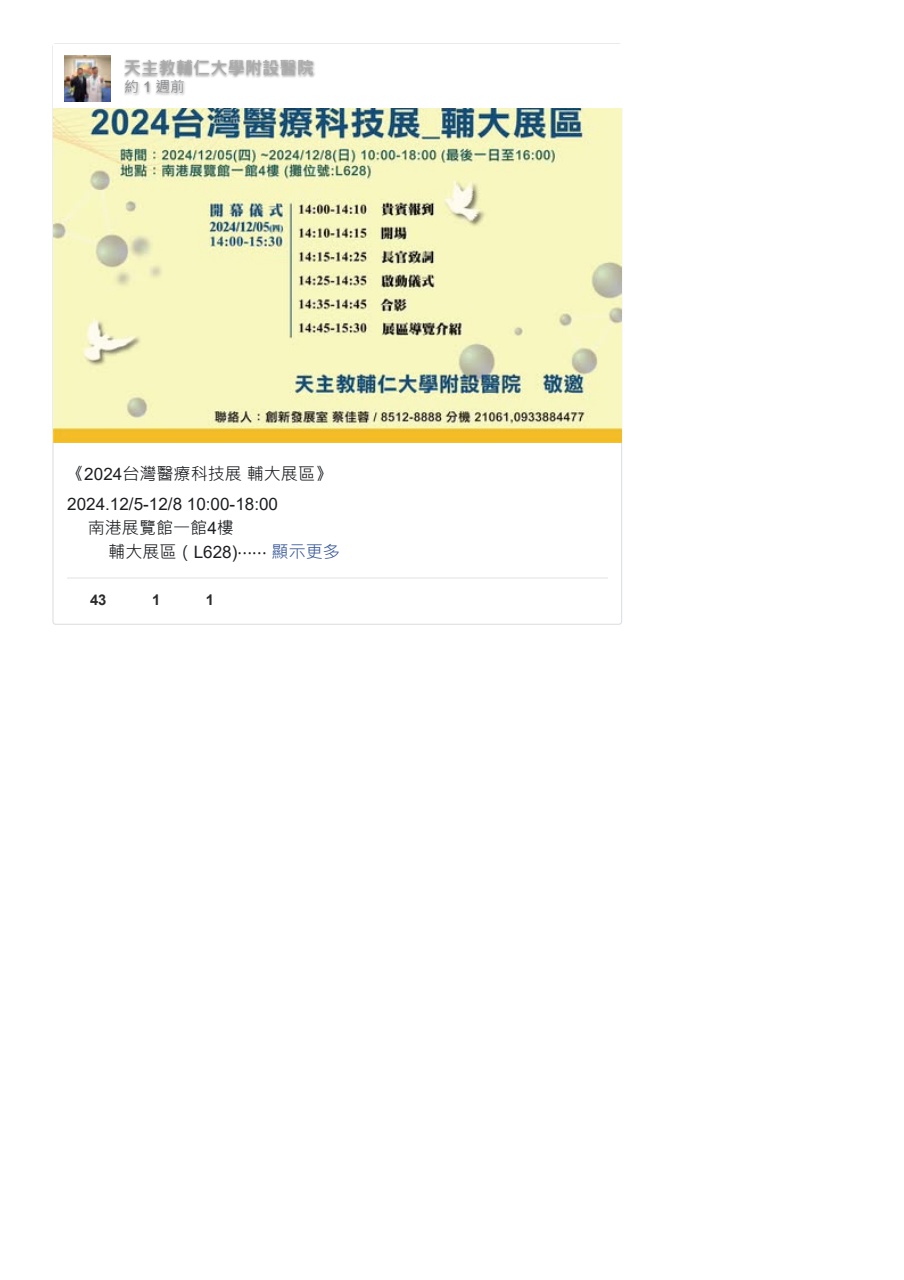 天主教輔仁大學附設醫院
約 1 週前
2024台灣醫療科技展_輔大展區
時間：2024/12/05(四) ~2024/12/8(日) 10:00-18:00 (最後一日至16:00)
地點：南港展覽館一館4樓 (攤位號:L628)
開幕儀式
2024/12/05(四)
14:00-15:30
14:00-14:10 貴賓報到
14:10-14:15 開場
14:15-14:25 長官致詞
14:25-14:35 啟動儀式
14:35-14:45 合影
14:45-15:30 展區導覽介紹
天主教輔仁大學附設醫院 敬邀
聯絡人：創新發展室 蔡佳蓉 / 8512-8888 分機 21061,0933884477
《2024台灣醫療科技展 輔大展區》
2024.12/5-12/8 10:00-18:00
南港展覽館一館4樓
輔大展區 ( L628)⋯⋯ 顯示更多
43 1 1